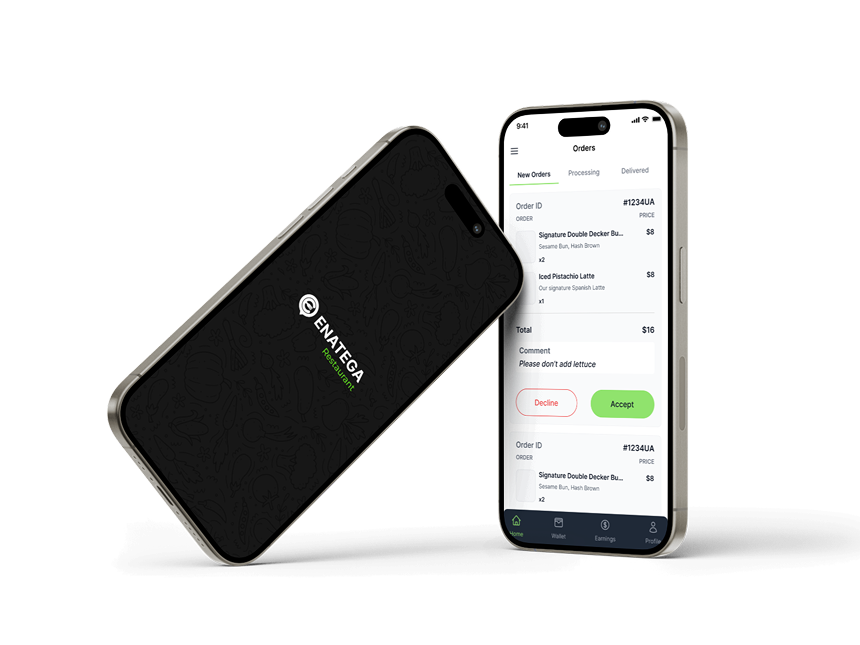 ENATEGA
Restaurant
9:41
Orders
New Orders Processing Delivered
Order ID #1234UA
ORDER PRICE
Signature Double Decker Bu... $8
Sesame Bun, Hash Brown
x2
Iced Pistachio Latte $8
Our signature Spanish Latte
x1
Total $16
Comment
Please don't add lettuce
Decline Accept
Order ID #1234UA
ORDER PRICE
Signature Double Decker Bu... $8
Sesame Bun, Hash Brown
x2
Home Wallet Earnings Profile